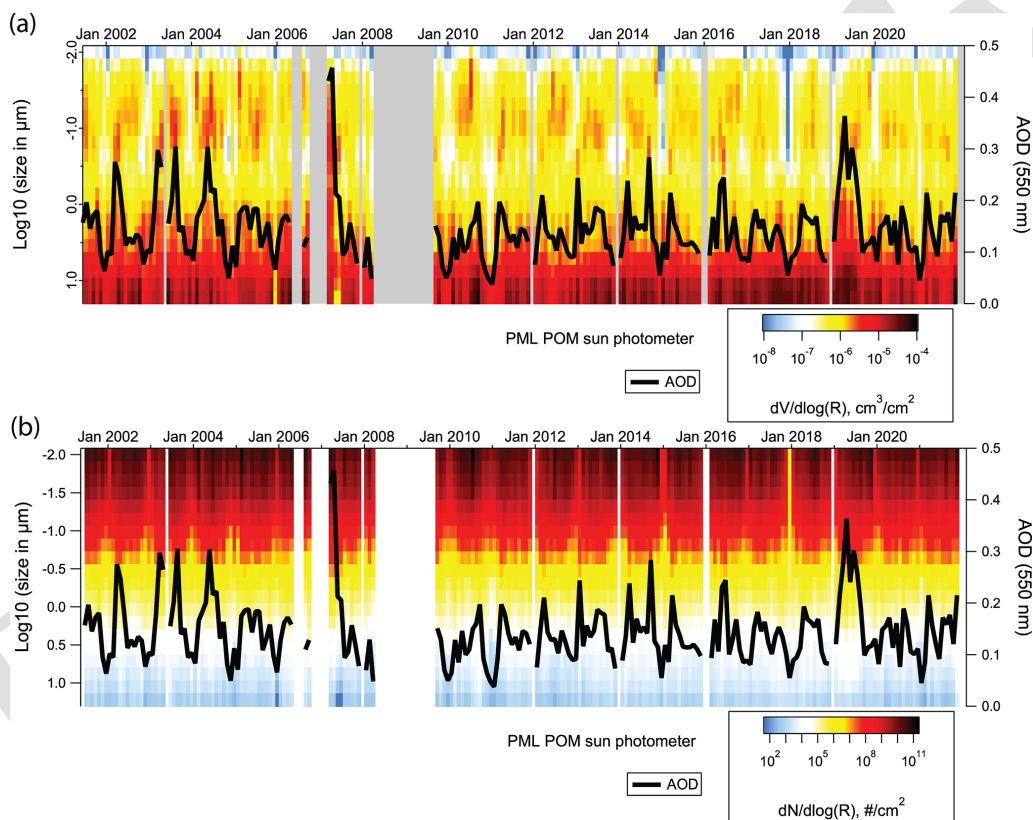 (a)
Jan 2002 Jan 2004 Jan 2006 Jan 2008 Jan 2010 Jan 2012 Jan 2014 Jan 2016 Jan 2018 Jan 2020
Log10 (size in µm)
-2.0
-1.0
0.0
1.0
0.5
0.4
0.3
0.2
0.1
0.0
AOD (550 nm)
PML POM sun photometer
AOD
10-8 10-7 10-6 10-5 10-4
dV/dlog(R), cm3/cm2
(b)
Jan 2002 Jan 2004 Jan 2006 Jan 2008 Jan 2010 Jan 2012 Jan 2014 Jan 2016 Jan 2018 Jan 2020
Log10 (size in µm)
-2.0
-1.5
-1.0
-0.5
0.0
0.5
1.0
0.5
0.4
0.3
0.2
0.1
0.0
AOD (550 nm)
PML POM sun photometer
AOD
102 105 108 1011
dN/dlog(R), #/cm2